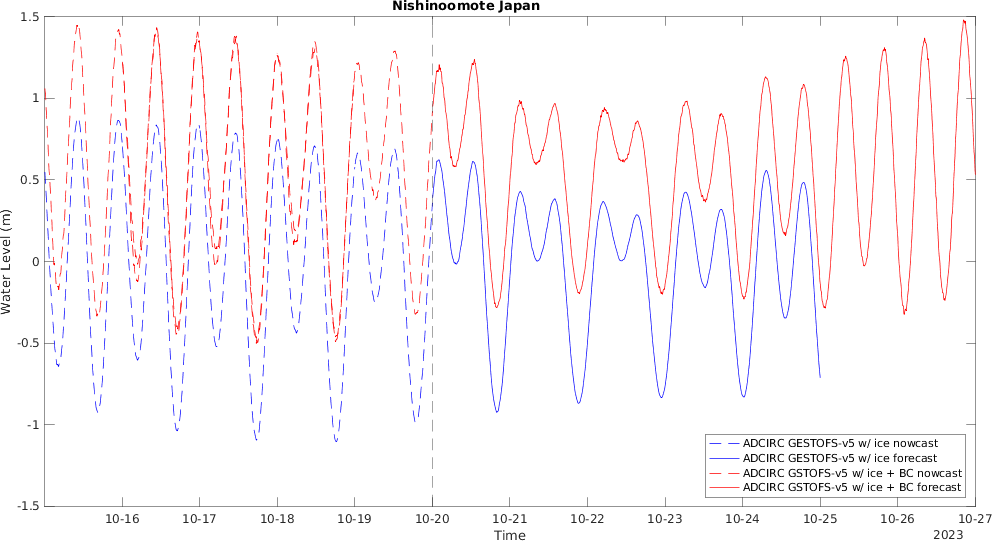 Nishinoomote Japan
1.5
1
0.5
0
-0.5
-1
-1.5
Water Level (m)
10-16 10-17 10-18 10-19 10-20 10-21 10-22 10-23 10-24 10-25 10-26 10-27
Time
2023
ADCIRC GESTOFS-v5 w/ ice nowcast
ADCIRC GESTOFS-v5 w/ ice forecast
ADCIRC GSTOFS-v5 w/ ice + BC nowcast
ADCIRC GSTOFS-v5 w/ ice + BC forecast